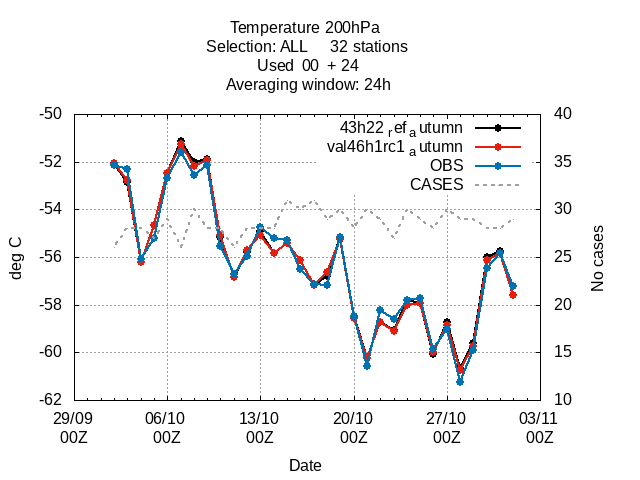 Temperature 200hPa
Selection: ALL 32 stations
Used 00 + 24
Averaging window: 24h
-50 40
43h22_ref_autumn
val46h1rc1_autumn
-52 OBS 35
CASES
-54 30
deg C -56 25 No cases
-58 20
-60 15
-62 10
29/09 06/10 13/10 20/10 27/10 03/11
00Z 00Z 00Z 00Z 00Z 00Z
Date